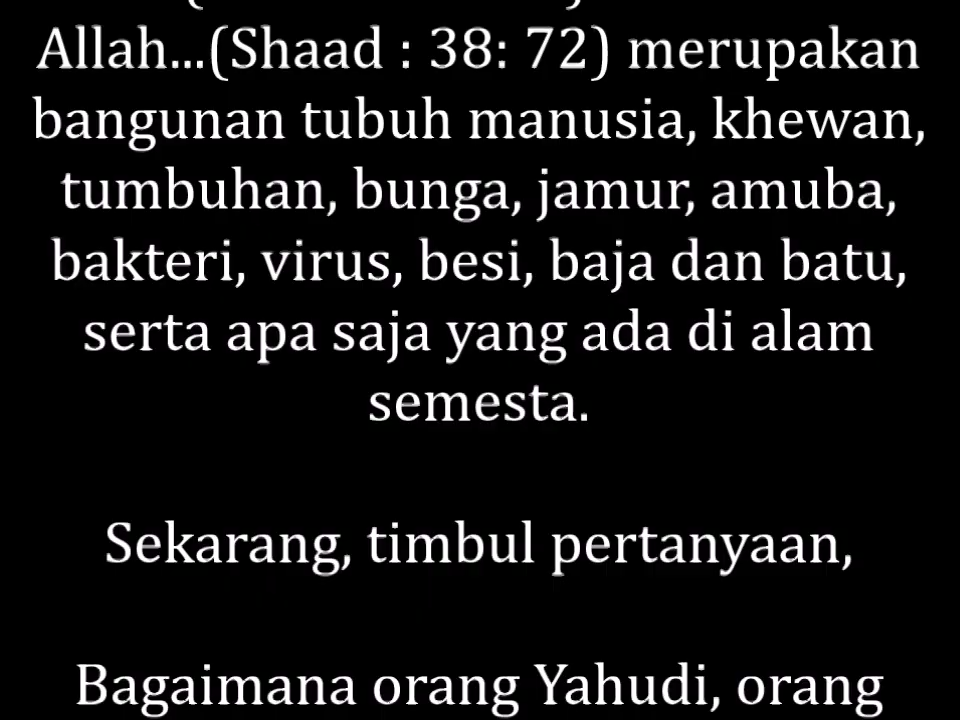 Allah...(Shaad : 38: 72) merupakan
bangunan tubuh manusia, khewan,
tumbuhan, bunga, jamur, amuba,
bakteri, virus, besi, baja dan batu,
serta apa saja yang ada di alam
semesta.
Sekarang, timbul pertanyaan,
Bagaimana orang Yahudi, orang